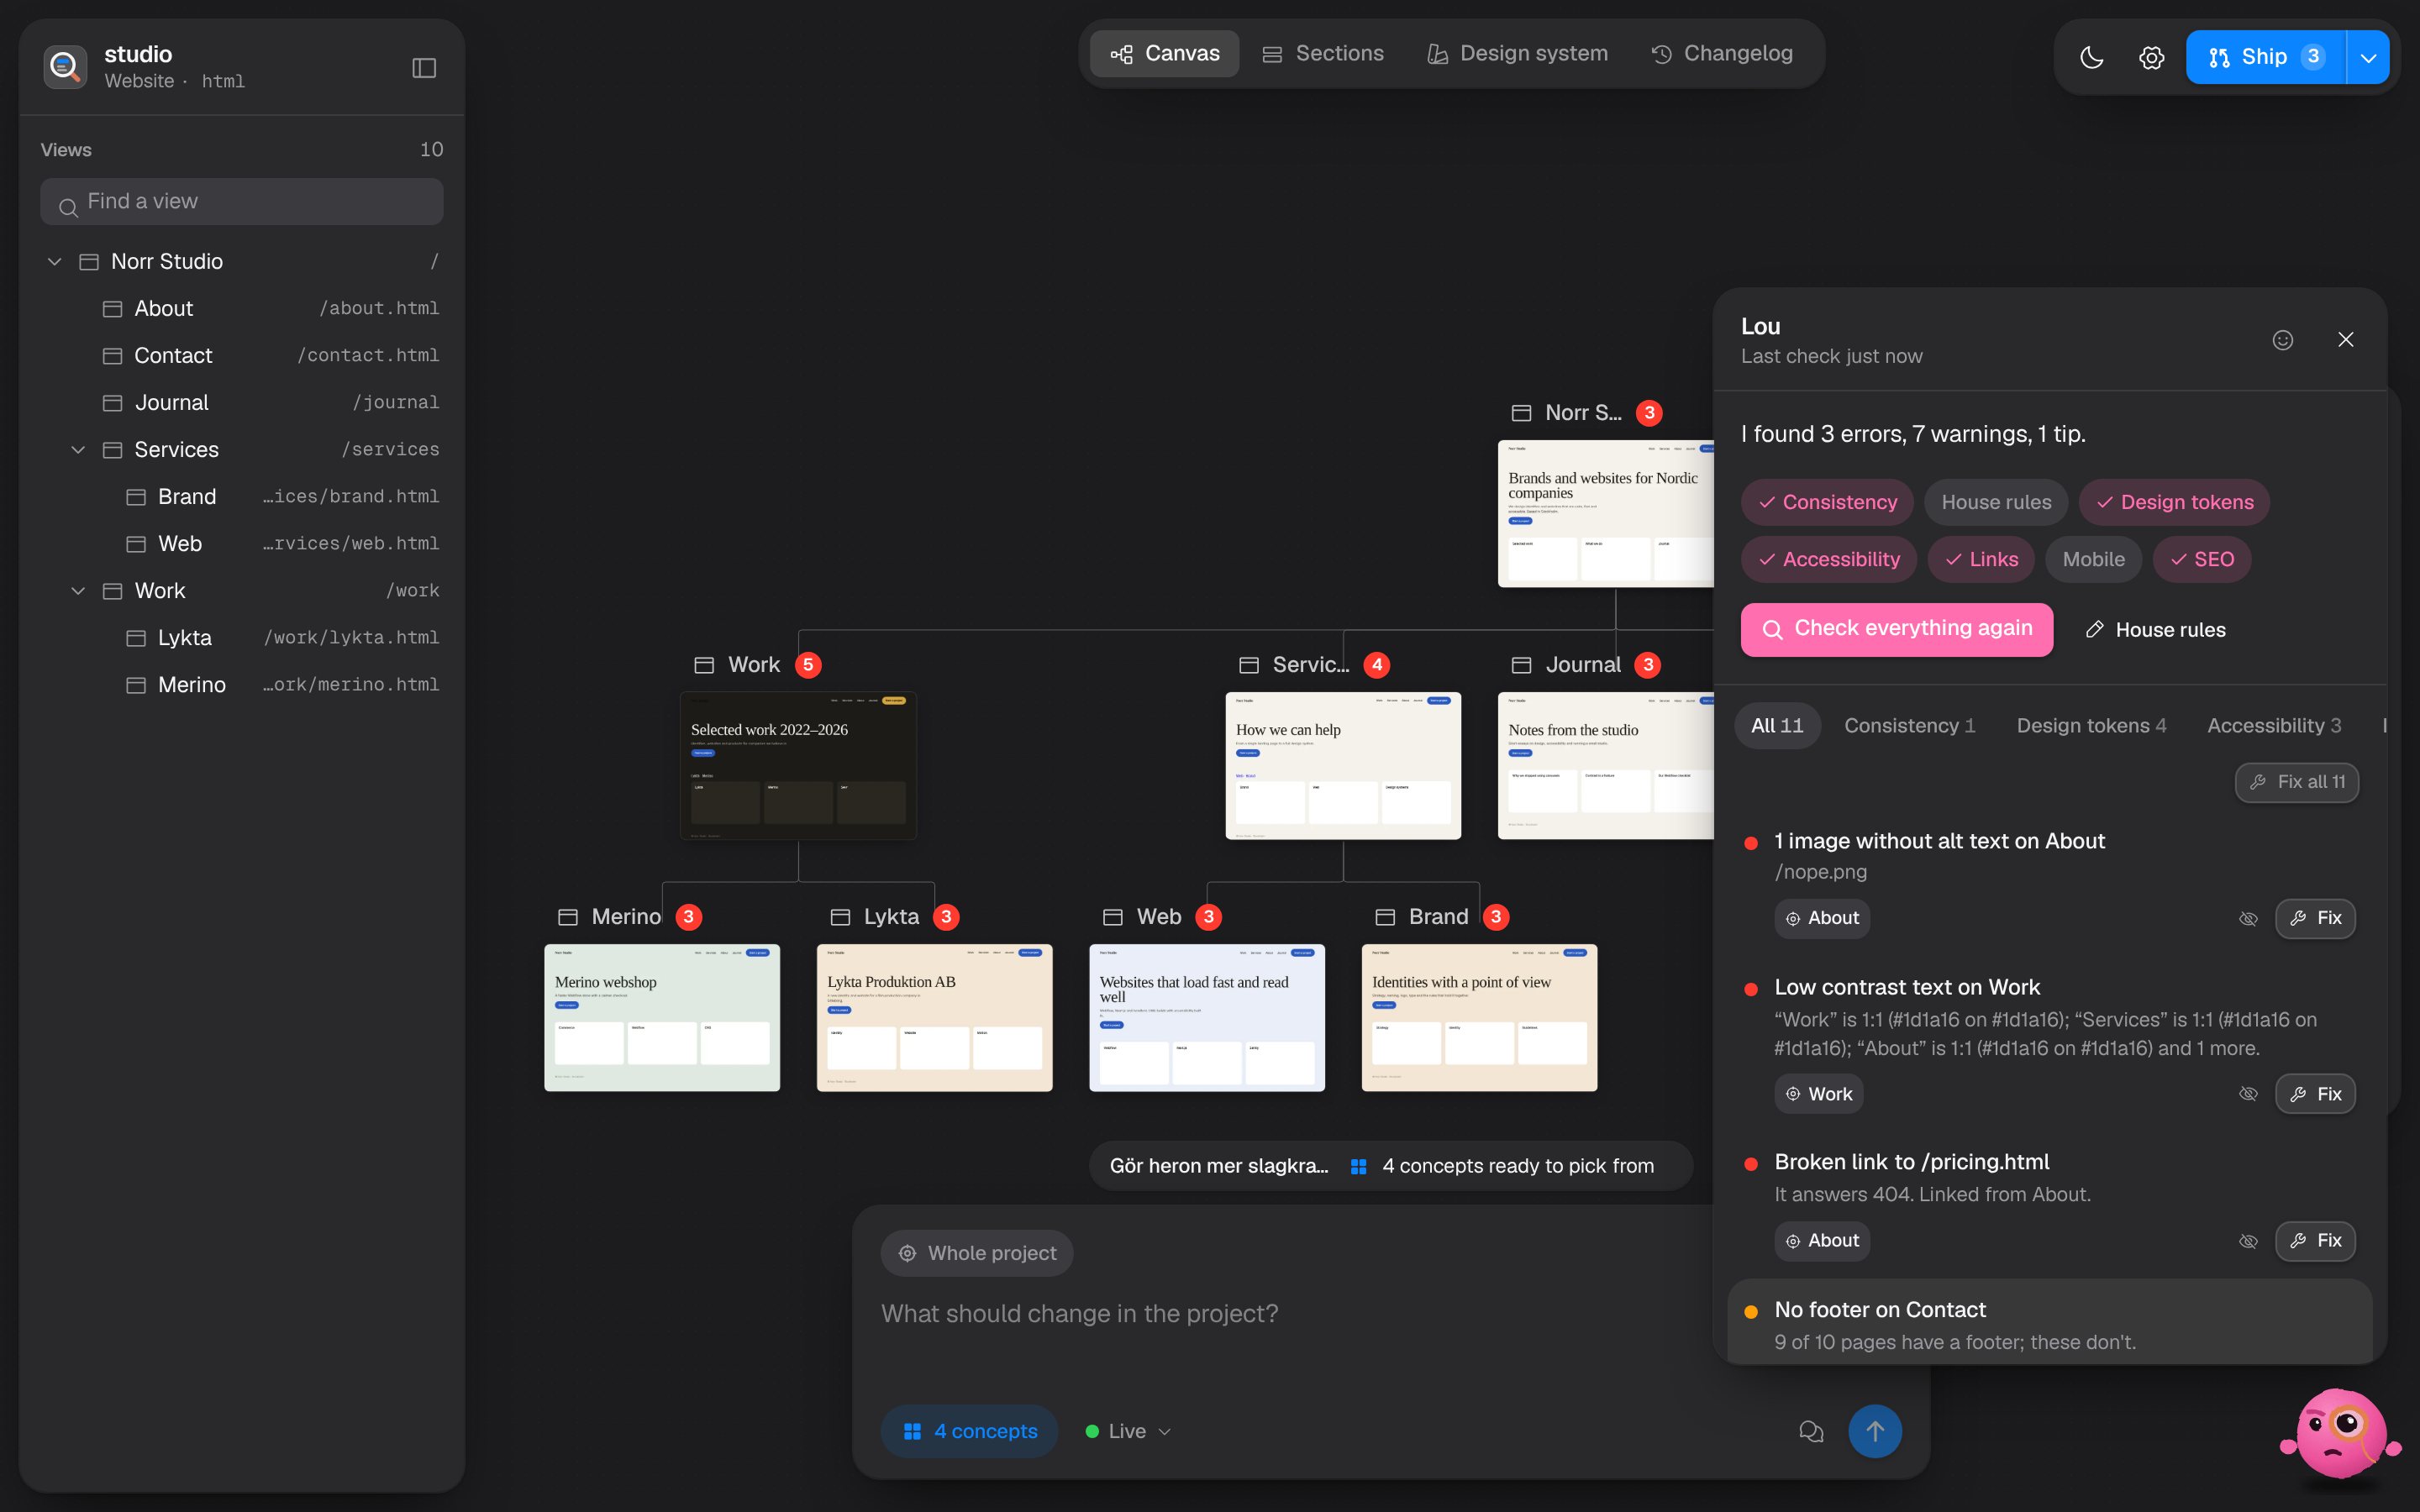 studio
Website · html
Views 10
Find a view
Norr Studio /
About /about.html
Contact /contact.html
Journal /journal
Services /services
Brand …ices/brand.html
Web …rvices/web.html
Work /work
Lykta /work/lykta.html
Merino …ork/merino.html
Canvas Sections Design system Changelog
Ship 3
Norr S... 3
Brands and websites for Nordic
companies
Work 5
Selected work 2022–2026
Servic... 4
How we can help
Journal 3
Notes from the studio
Merino 3
Merino webshop
Lykta 3
Lykta Produktion AB
Web 3
Websites that load fast and read
well
Brand 3
Identities with a point of view
Gör heron mer slagkra... 4 concepts ready to pick from
Whole project
What should change in the project?
4 concepts Live
Lou
Last check just now
I found 3 errors, 7 warnings, 1 tip.
Consistency House rules Design tokens
Accessibility Links Mobile SEO
Check everything again House rules
All 11 Consistency 1 Design tokens 4 Accessibility 3
Fix all 11
1 image without alt text on About
/nope.png
About Fix
Low contrast text on Work
“Work” is 1:1 (#1d1a16 on #1d1a16); “Services” is 1:1 (#1d1a16 on
#1d1a16); “About” is 1:1 (#1d1a16 on #1d1a16) and 1 more.
Work Fix
Broken link to /pricing.html
It answers 404. Linked from About.
About Fix
No footer on Contact
9 of 10 pages have a footer; these don't.